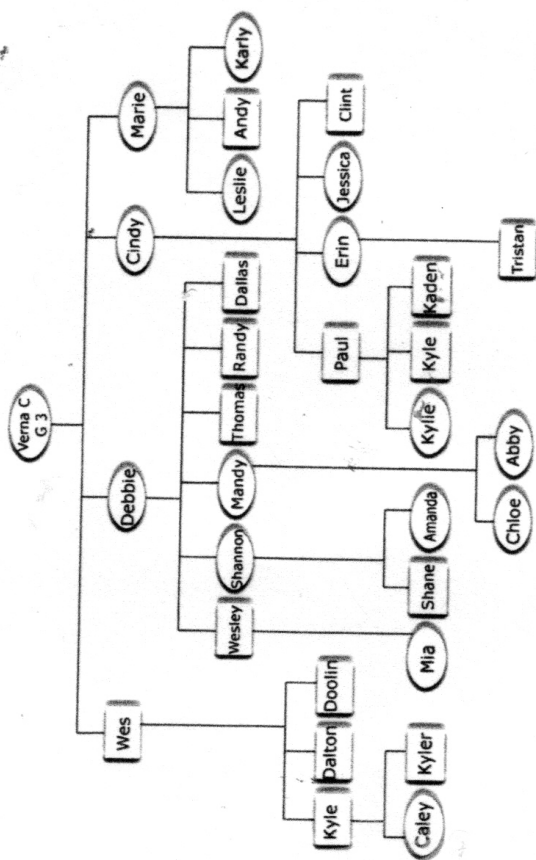 Verna C
G 3
Wes
Debbie
Cindy
Marie
Kyle
Dalton
Doolin
Wesley
Shannon
Mandy
Thomas
Randy
Dallas
Paul
Erin
Jessica
Clint
Leslie
Andy
Karly
Caley
Kyler
Mia
Shane
Amanda
Chloe
Abby
Kylie
Kyle
Kaden
Tristan